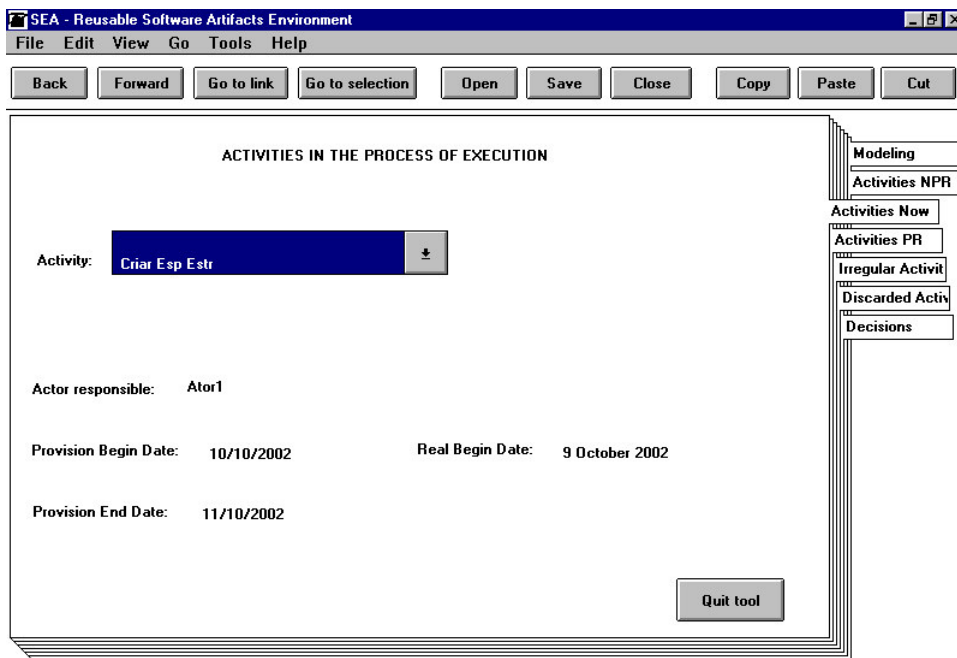 SEA - Reusable Software Artifacts Environment
File Edit View Go Tools Help
Back Forward Go to link Go to selection Open Save Close Copy Paste Cut
ACTIVITIES IN THE PROCESS OF EXECUTION
Modeling
Activities NPR
Activities Now
Activities PR
Irregular Activit
Discarded Activ
Decisions
Activity: Criar Esp Estr
Actor responsible: Ator1
Provision Begin Date: 10/10/2002 Real Begin Date: 9 October 2002
Provision End Date: 11/10/2002
Quit tool